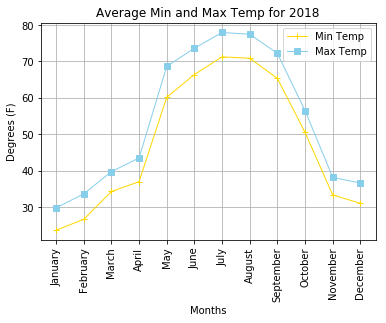 Average Min and Max Temp for 2018
Min Temp
Max Temp
Degrees (F)
80
70
60
50
40
30
January
February
March
April
May
June
July
August
September
October
November
December
Months